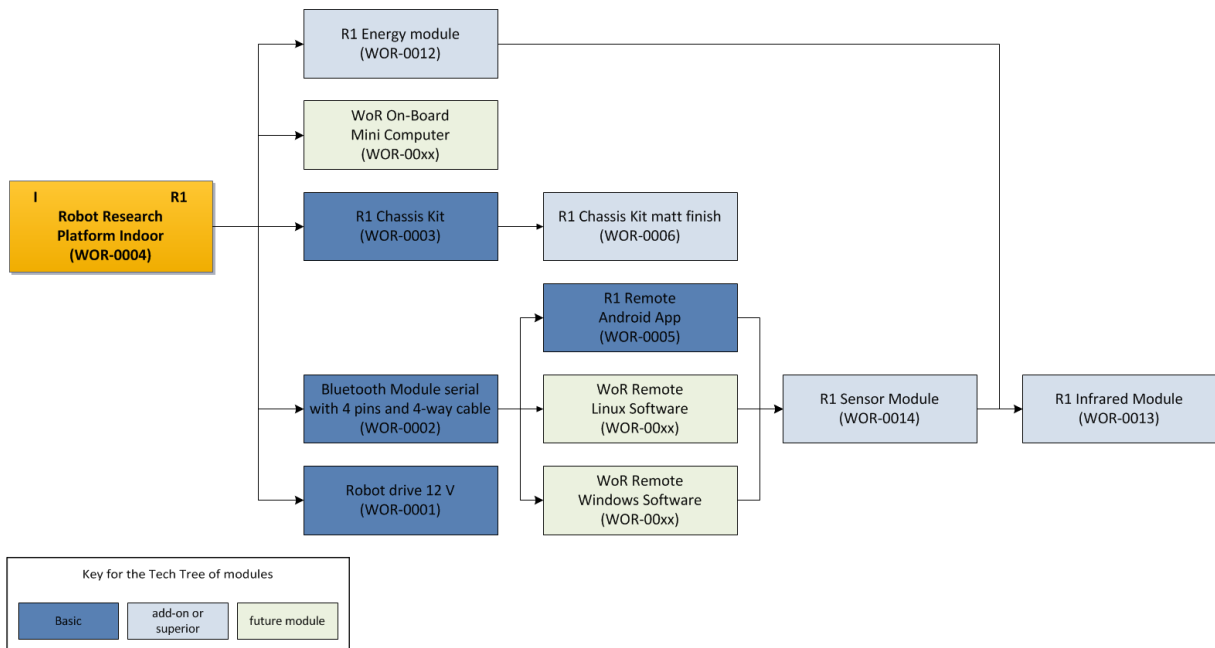 R1 Energy module
(WOR-0012)
WoR On-Board
Mini Computer
(WOR-00xx)
I R1
Robot Research
Platform Indoor
(WOR-0004)
R1 Chassis Kit
(WOR-0003)
R1 Chassis Kit matt finish
(WOR-0006)
R1 Remote
Android App
(WOR-0005)
Bluetooth Module serial
with 4 pins and 4-way cable
(WOR-0002)
WoR Remote
Linux Software
(WOR-00xx)
R1 Sensor Module
(WOR-0014)
R1 Infrared Module
(WOR-0013)
Robot drive 12 V
(WOR-0001)
WoR Remote
Windows Software
(WOR-00xx)
Key for the Tech Tree of modules
Basic
add-on or
superior
future module